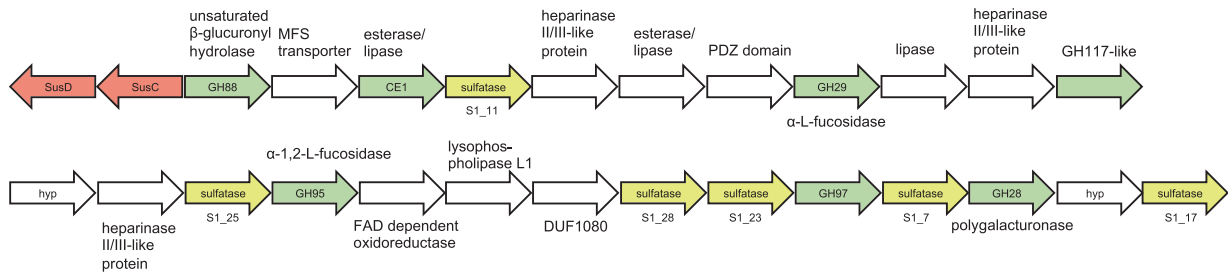 unsaturated
β-glucuronyl
hydrolase
MFS
transporter
esterase/
lipase
heparinase
II/III-like
protein
esterase/
lipase
PDZ domain
lipase
heparinase
II/III-like
protein
GH117-like
SusD
SusC
GH88
CE1
sulfatase
GH29
S1_11
α-L-fucosidase
α-1,2-L-fucosidase
lysophos-
pholipase L1
hyp
sulfatase
GH95
sulfatase
sulfatase
GH97
sulfatase
GH28
hyp
sulfatase
heparinase
II/III-like
protein
S1_25
FAD dependent
oxidoreductase
DUF1080
S1_28
S1_23
S1_7
polygalacturonase
S1_17